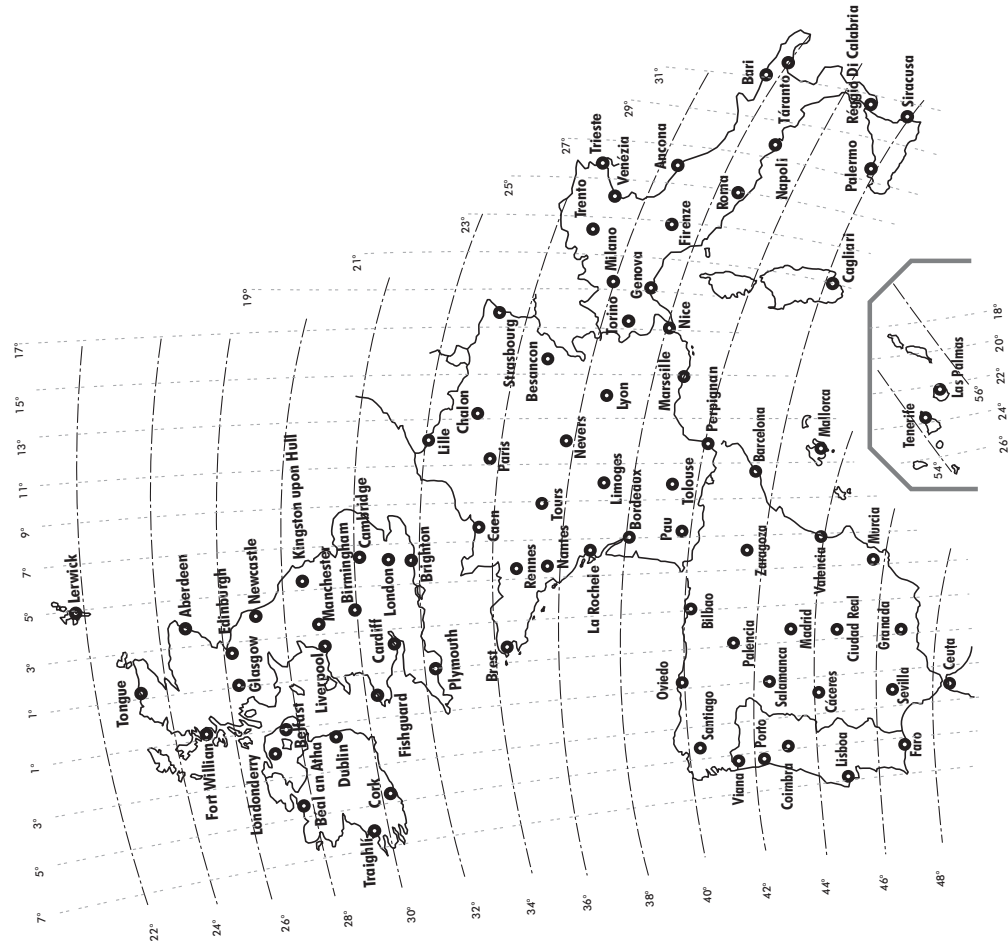 7°
5°
3°
1°
1°
3°
5°
7°
9°
11°
13°
15°
17°
19°
21°
23°
25°
27°
29°
31°
22°
24°
26°
28°
30°
32°
34°
36°
38°
40°
42°
44°
46°
48°
Lerwick
Tongue
Aberdeen
Fort Willian
Edinburgh
Glasgow
Newcastle
Londonderry
Belfast
Beal an Atha
Dublin
Cork
Traighlis
Kingston upon Hull
Manchester
Liverpool
Birmingham
Cambridge
London
Cardiff
Fishguard
Brighton
Plymouth
Lille
Caen
Paris
Chalon
Strasbourg
Brest
Rennes
Nantes
Tours
Nevers
Besancon
La Rochele
Limoges
Lyon
Bordeaux
Pau
Tolouse
Perpignan
Marseille
Nice
Torino
Milano
Genova
Trento
Trieste
Venezia
Firenze
Ancona
Roma
Napoli
Bari
Taranto
Reggio Di Calabria
Siracusa
Palermo
Cagliari
Santiago
Oviedo
Bilbao
Viana
Porto
Coimbra
Lisboa
Faro
Palencia
Salamanca
Madrid
Cáceres
Ciudad Real
Sevilla
Granada
Ceuta
Zaragoza
Barcelona
Valencia
Murcia
Mallorca
Tenerife
Las Palmas
54°
56°
18°
20°
22°
24°
26°